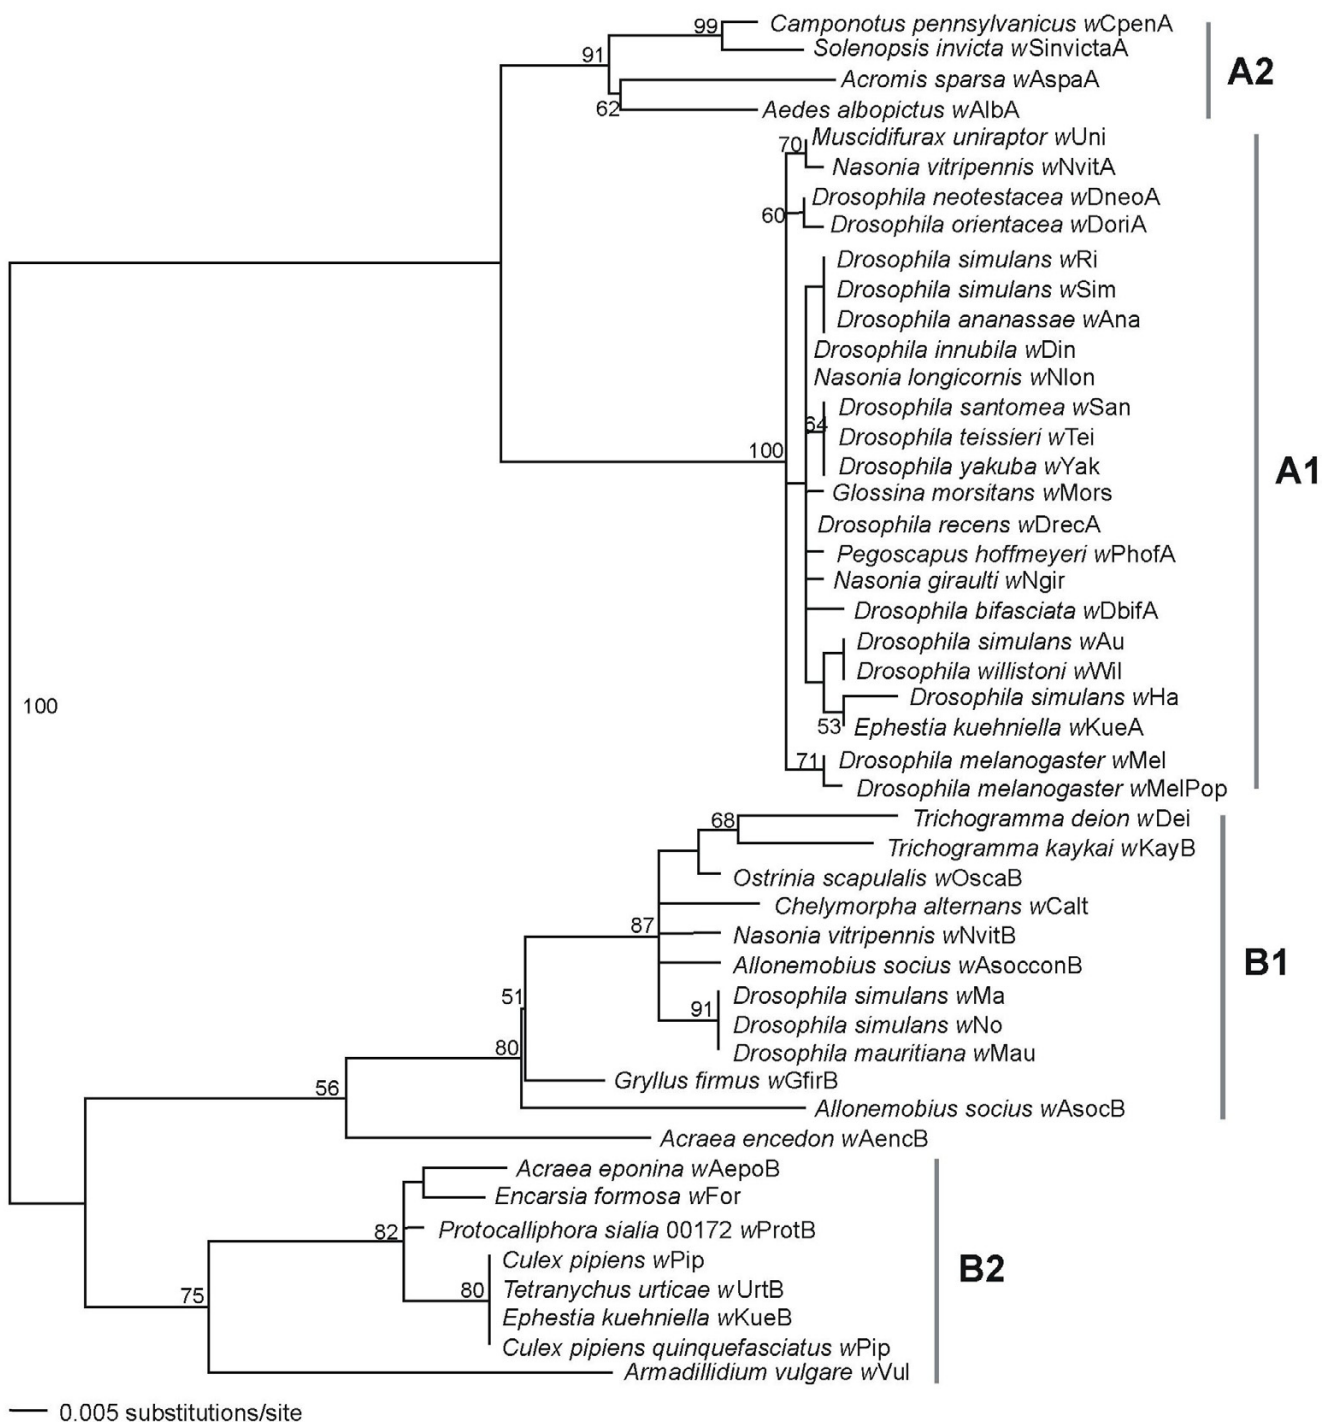 99
Camponotus pennsylvanicus wCpenA
Solenopsis invicta wSinvictaA
91
A2
Acromis sparsa wAspaA
62
Aedes albopictus wAlbA
Muscidifurax uniraptor wUni
70
Nasonia vitripennis wNvitA
Drosophila neotestacea wDneoA
60
Drosophila orientacea wDoriA
Drosophila simulans wRi
Drosophila simulans wSim
Drosophila ananassae wAna
Drosophila innubila wDin
Nasonia longicornis wNlon
Drosophila santomea wSan
64
Drosophila teissieri wTei
100
Drosophila yakuba wYak
A1
Glossina morsitans wMors
Drosophila recens wDrecA
Pegoscapus hoffmeyeri wPhofA
Nasonia giraulti wNgir
Drosophila bifasciata wDbifA
Drosophila simulans wAu
Drosophila willistoni wWil
Drosophila simulans wHa
100
53
Ephestia kuehniella wKueA
71
Drosophila melanogaster wMel
Drosophila melanogaster wMelPop
68
Trichogramma deion wDei
Trichogramma kaykai wKayB
Ostrinia scapulalis wOscaB
Chelymorpha alternans wCalt
87
Nasonia vitripennis wNvitB
Allonemobius socius wAsocconB
B1
51
Drosophila simulans wMa
91
Drosophila simulans wNo
80
Drosophila mauritiana wMau
Gryllus firmus wGfirB
56
Allonemobius socius wAsocB
Acraea encedon wAencB
Acraea eponina wAepoB
Encarsia formosa wFor
82
Protocalliphora sialia 00172 wProtB
Culex pipiens wPip
B2
80
Tetranychus urticae wUrtB
75
Ephestia kuehniella wKueB
Culex pipiens quinquefasciatus wPip
Armadillidium vulgare wVul
0.005 substitutions/site